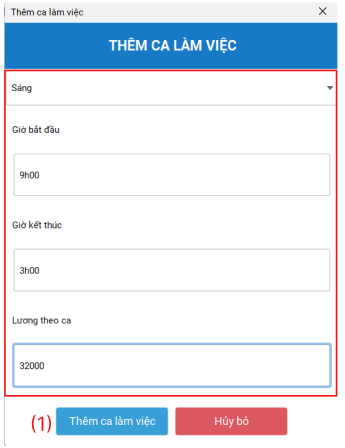 Thêm ca làm việc
THÊM CA LÀM VIỆC
Sáng
Giờ bắt đầu
9h00
Giờ kết thúc
3h00
Lương theo ca
32000
(1) Thêm ca làm việc Hủy bỏ